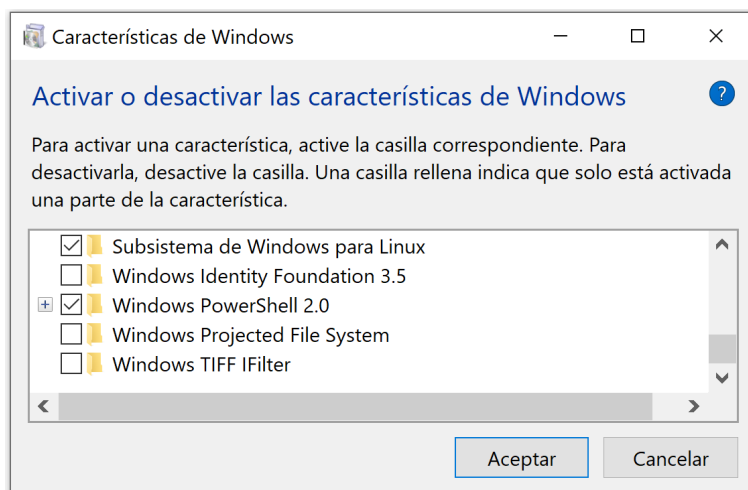 Características de Windows
Activar o desactivar las características de Windows
?
Para activar una característica, active la casilla correspondiente. Para
desactivarla, desactive la casilla. Una casilla rellena indica que solo está activada
una parte de la característica.
Subsistema de Windows para Linux
Windows Identity Foundation 3.5
Windows PowerShell 2.0
Windows Projected File System
Windows TIFF IFilter
Aceptar
Cancelar